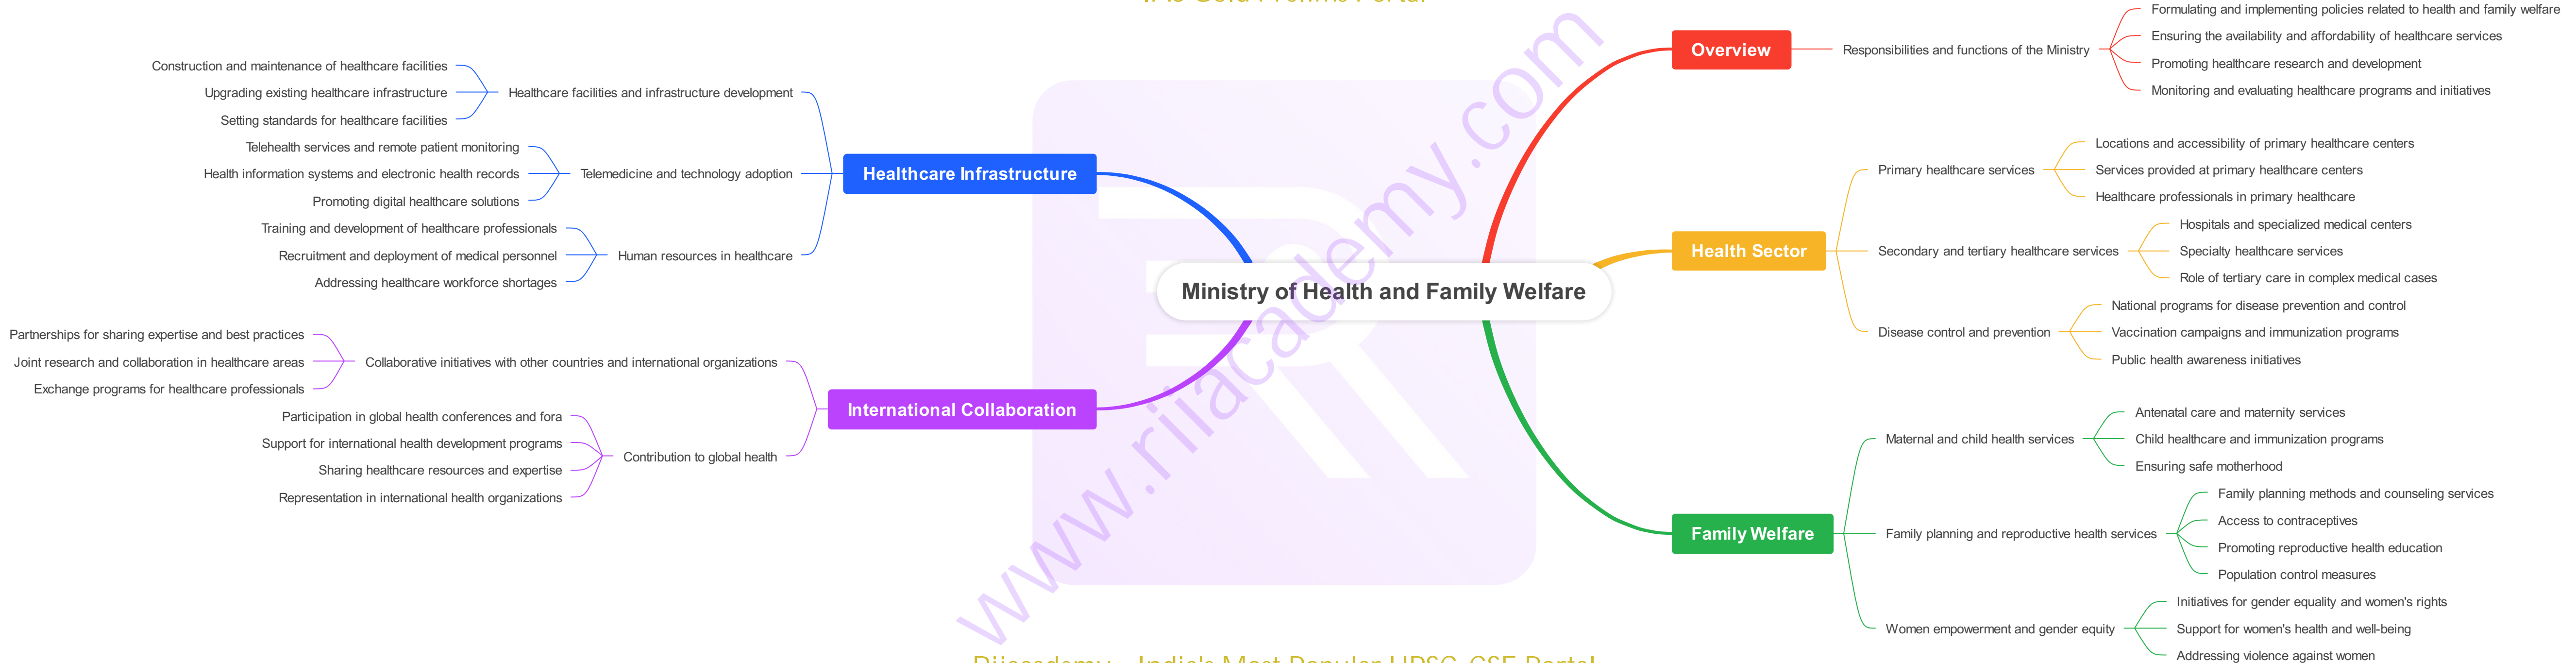 Ministry of Health and Family Welfare
Overview
Responsibilities and functions of the Ministry
Formulating and implementing policies related to health and family welfare
Ensuring the availability and affordability of healthcare services
Promoting healthcare research and development
Monitoring and evaluating healthcare programs and initiatives
Health Sector
Primary healthcare services
Locations and accessibility of primary healthcare centers
Services provided at primary healthcare centers
Healthcare professionals in primary healthcare
Secondary and tertiary healthcare services
Hospitals and specialized medical centers
Specialty healthcare services
Role of tertiary care in complex medical cases
Disease control and prevention
National programs for disease prevention and control
Vaccination campaigns and immunization programs
Public health awareness initiatives
Family Welfare
Maternal and child health services
Antenatal care and maternity services
Child healthcare and immunization programs
Ensuring safe motherhood
Family planning and reproductive health services
Family planning methods and counseling services
Access to contraceptives
Promoting reproductive health education
Population control measures
Women empowerment and gender equity
Initiatives for gender equality and women's rights
Support for women's health and well-being
Addressing violence against women
Healthcare Infrastructure
Healthcare facilities and infrastructure development
Construction and maintenance of healthcare facilities
Upgrading existing healthcare infrastructure
Setting standards for healthcare facilities
Telemedicine and technology adoption
Telehealth services and remote patient monitoring
Health information systems and electronic health records
Promoting digital healthcare solutions
Human resources in healthcare
Training and development of healthcare professionals
Recruitment and deployment of medical personnel
Addressing healthcare workforce shortages
International Collaboration
Collaborative initiatives with other countries and international organizations
Partnerships for sharing expertise and best practices
Joint research and collaboration in healthcare areas
Exchange programs for healthcare professionals
Contribution to global health
Participation in global health conferences and fora
Support for international health development programs
Sharing healthcare resources and expertise
Representation in international health organizations
www.riiacademy.com
India's Most Popular UPSC-CSE Portal